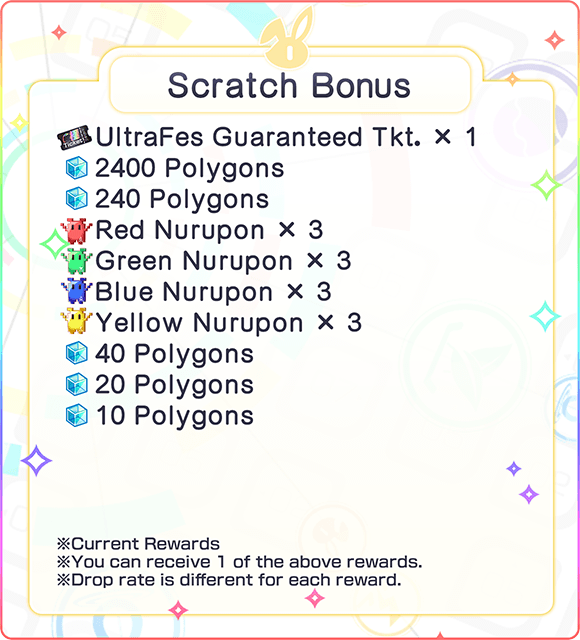 Scratch Bonus
Ticket
UltraFes Guaranteed Tkt. × 1
2400 Polygons
240 Polygons
Red Nurupon × 3
Green Nurupon × 3
Blue Nurupon × 3
Yellow Nurupon × 3
40 Polygons
20 Polygons
10 Polygons
※Current Rewards
※You can receive 1 of the above rewards.
※Drop rate is different for each reward.